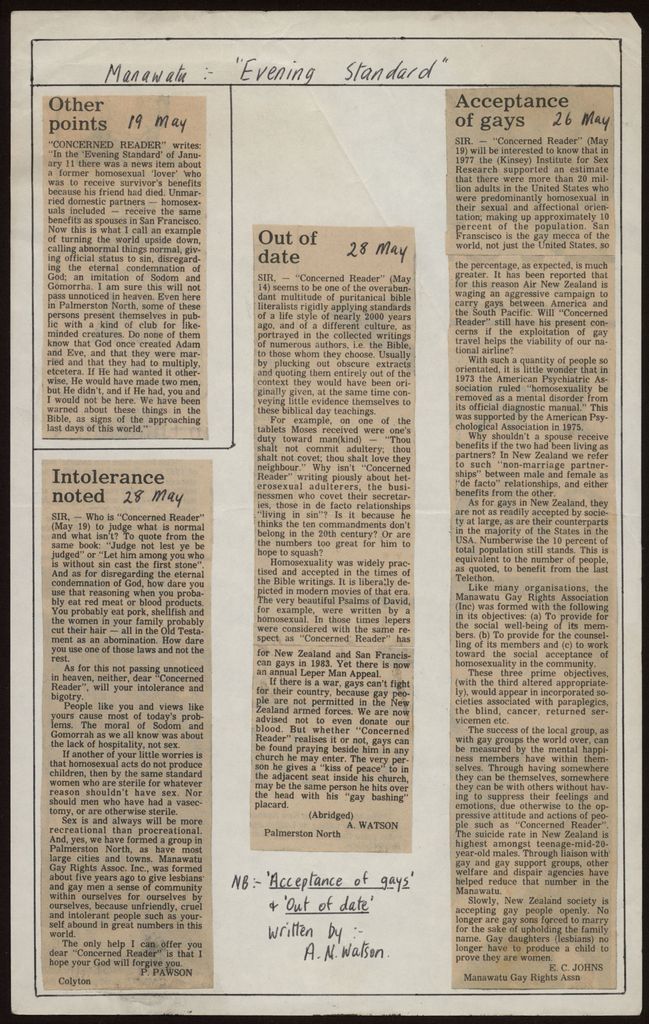 Manawatu :- "Evening Standard"
Other
points 19 May
"CONCERNED READER" writes:
"In the 'Evening Standard' of Janu-
ary 11 there was a news item about
a former homosexual 'lover' who
was to receive survivor's benefits
because his friend had died. Unmar-
ried domestic partners — homosex-
uals included — receive the same
benefits as spouses in San Francisco.
Now this is what I call an example
of turning the world upside down,
calling abnormal things normal, giv-
ing official status to sin, disregard-
ing the eternal condemnation of
God; an imitation of Sodom and
Gomorrha. I am sure this will not
pass unnoticed in heaven. Even here
in Palmerston North, some of these
persons present themselves in pub-
lic with a kind of club for like-
minded creatures. Do none of them
know that God once created Adam
and Eve, and that they were mar-
ried and that they had to multiply,
etcetera. If He had wanted it other-
wise, He would have made two men,
but He didn't, and if He had, you and
I would not be here. We have been
warned about these things in the
Bible, as signs of the approaching
last days of this world."
Intolerance
noted 28 May
SIR, — Who is "Concerned Reader"
(May 19) to judge what is normal
and what isn't? To quote from the
same book: "Judge not lest ye be
judged" or "Let him among you who
is without sin cast the first stone".
And as for disregarding the eternal
condemnation of God, how dare you
use that reasoning when you proba-
bly eat red meat or blood products.
You probably eat pork, shellfish and
the women in your family probably
cut their hair — all in the Old Testa-
ment as an abomination. How dare
you use one of those laws and not the
rest.
As for this not passing unnoticed
in heaven, neither, dear "Concerned
Reader", will your intolerance and
bigotry.
People like you and views like
yours cause most of today's prob-
lems. The moral of Sodom and
Gomorrah as we all know was about
the lack of hospitality, not sex.
If another of your little worries is
that homosexual acts do not produce
children, then by the same standard
women who are sterile for whatever
reason shouldn't have sex. Nor
should men who have had a vasec-
tomy, or are otherwise sterile.
Sex is and always will be more
recreational than procreational.
And, yes, we have formed a group in
Palmerston North, as have most
large cities and towns. Manawatu
Gay Rights Assoc. Inc., was formed
about five years ago to give lesbians
and gay men a sense of community
within ourselves for ourselves by
ourselves, because unfriendly, cruel
and intolerant people such as your-
self abound in great numbers in this
world.
The only help I can offer you
dear "Concerned Reader" is that I
hope your God will forgive you.
P. PAWSON
Colyton
Out of
date 28 May
SIR, — "Concerned Reader" (May
14) seems to be one of the overabun-
dant multitude of puritanical bible
literalists rigidly applying standards
of a life style of nearly 2000 years
ago, and of a different culture, as
portrayed in the collected writings
of numerous authors, i.e. the Bible,
to those whom they choose. Usually
by plucking out obscure extracts
and quoting them entirely out of the
context they would have been ori-
ginally given, at the same time con-
veying little evidence themselves to
these biblical day teachings.
For example, on one of the
tablets Moses received were one's
duty toward man(kind) — "Thou
shalt not commit adultery; thou
shalt not covet; thou shalt love they
neighbour." Why isn't "Concerned
Reader" writing piously about het-
erosexual adulterers, the busi-
nessmen who covet their secretar-
ies, those in de facto relationships
"living in sin"? Is it because he
thinks the ten commandments don't
belong in the 20th century? Or are
the numbers too great for him to
hope to squash?
Homosexuality was widely prac-
tised and accepted in the times of
the Bible writings. It is liberally de-
picted in modern movies of that era.
The very beautiful Psalms of David,
for example, were written by a
homosexual. In those times lepers
were considered with the same re-
spect as "Concerned Reader" has
for New Zealand and San Francis-
can gays in 1983. Yet there is now
an annual Leper Man Appeal.
If there is a war, gays can't fight
for their country, because gay peo-
ple are not permitted in the New
Zealand armed forces. We are now
advised not to even donate our
blood. But whether "Concerned
Reader" realises it or not, gays can
be found praying beside him in any
church he may enter. The very per-
son he gives a "kiss of peace" to in
the adjacent seat inside his church,
may be the same person he hits over
the head with his "gay bashing"
placard.
(Abridged)
A. WATSON
Palmerston North
NB:- 'Acceptance of gays'
+ 'Out of date'
written by :-
A. N. Watson.
Acceptance
of gays 26 May
SIR. — "Concerned Reader" (May
19) will be interested to know that in
1977 the (Kinsey) Institute for Sex
Research supported an estimate
that there were more than 20 mil-
lion adults in the United States who
were predominantly homosexual in
their sexual and affectional orien-
tation; making up approximately 10
percent of the population. San
Franscisco is the gay mecca of the
world, not just the United States, so
the percentage, as expected, is much
greater. It has been reported that
for this reason Air New Zealand is
waging an aggressive campaign to
carry gays between America and
the South Pacific. Will "Concerned
Reader" still have his present con-
cerns if the exploitation of gay
travel helps the viability of our na-
tional airline?
With such a quantity of people so
orientated, it is little wonder that in
1973 the American Psychiatric As-
sociation ruled "homosexuality be
removed as a mental disorder from
its official diagnostic manual." This
was supported by the American Psy-
chological Association in 1975.
Why shouldn't a spouse receive
benefits if the two had been living as
partners? In New Zealand we refer
to such "non-marriage partner-
ships" between male and female as
"de facto" relationships, and either
benefits from the other.
As for gays in New Zealand, they
are not as readily accepted by soci-
ety at large, as are their counterparts
in the majority of the States in the
USA. Numberwise the 10 percent of
total population still stands. This is
equivalent to the number of people,
as quoted, to benefit from the last
Telethon.
Like many organisations, the
Manawatu Gay Rights Association
(Inc) was formed with the following
in its objectives: (a) To provide for
the social well-being of its mem-
bers. (b) To provide for the counsel-
ling of its members and (c) to work
toward the social acceptance of
homosexuality in the community.
These three prime objectives,
(with the third altered appropriate-
ly), would appear in incorporated so-
cieties associated with paraplegics,
the blind, cancer, returned ser-
vicemen etc.
The success of the local group, as
with gay groups the world over, can
be measured by the mental happi-
ness members have within them-
selves. Through having somewhere
they can be themselves, somewhere
they can be with others without hav-
ing to suppress their feelings and
emotions, due otherwise to the op-
pressive attitude and actions of peo-
ple such as "Concerned Reader".
The suicide rate in New Zealand is
highest amongst teenage-mid-20-
year-old males. Through liaison with
gay and gay support groups, other
welfare and dispair agencies have
helped reduce that number in the
Manawatu.
Slowly, New Zealand society is
accepting gay people openly. No
longer are gay sons forced to marry
for the sake of upholding the family
name. Gay daughters (lesbians) no
longer have to produce a child to
prove they are women.
E. C. JOHNS
Manawatu Gay Rights Assn